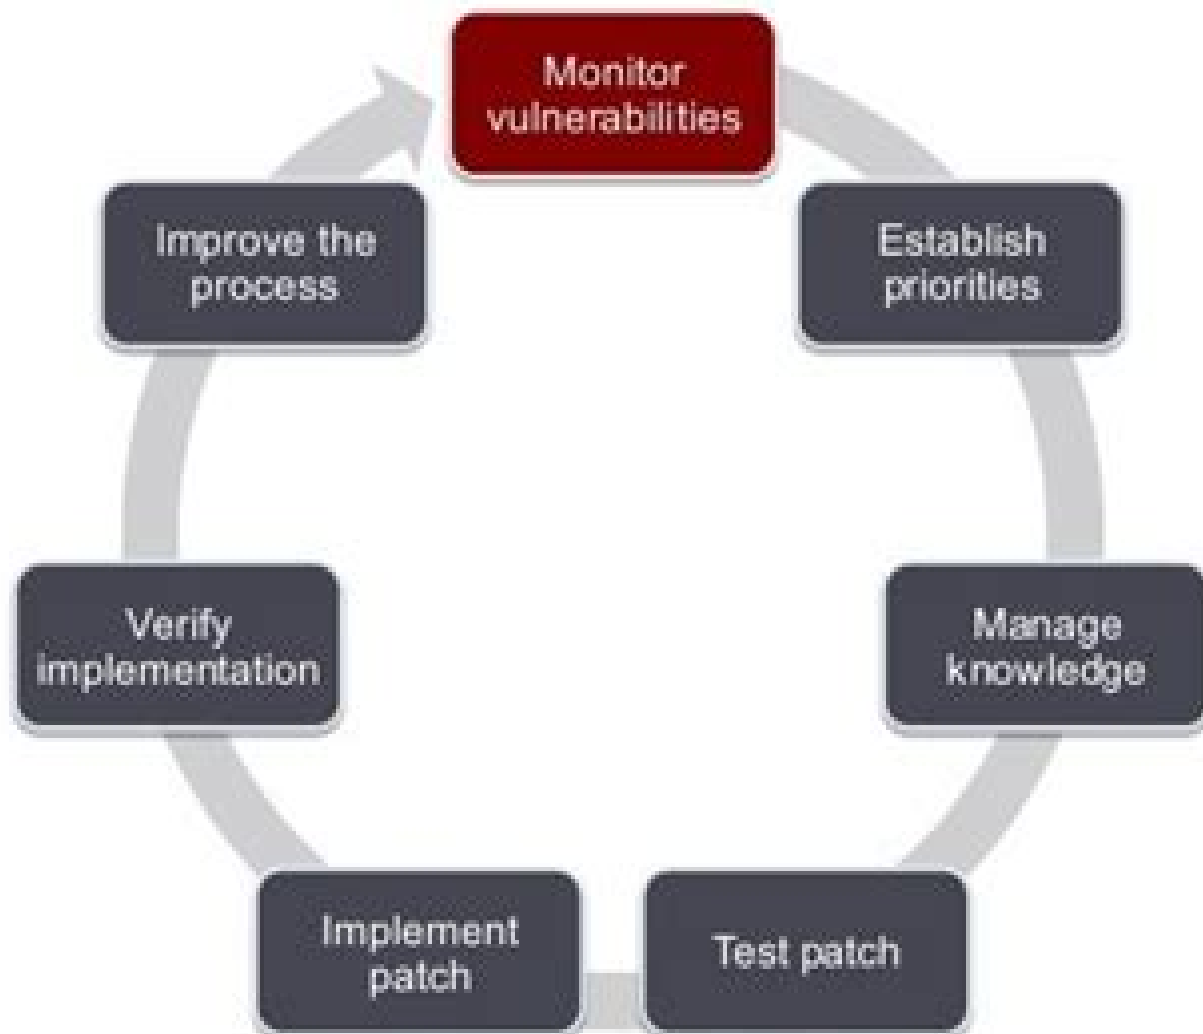 Monitor
vulnerabilities
Establish
priorities
Manage
knowledge
Test patch
Implement
patch
Verify
implementation
Improve the
process